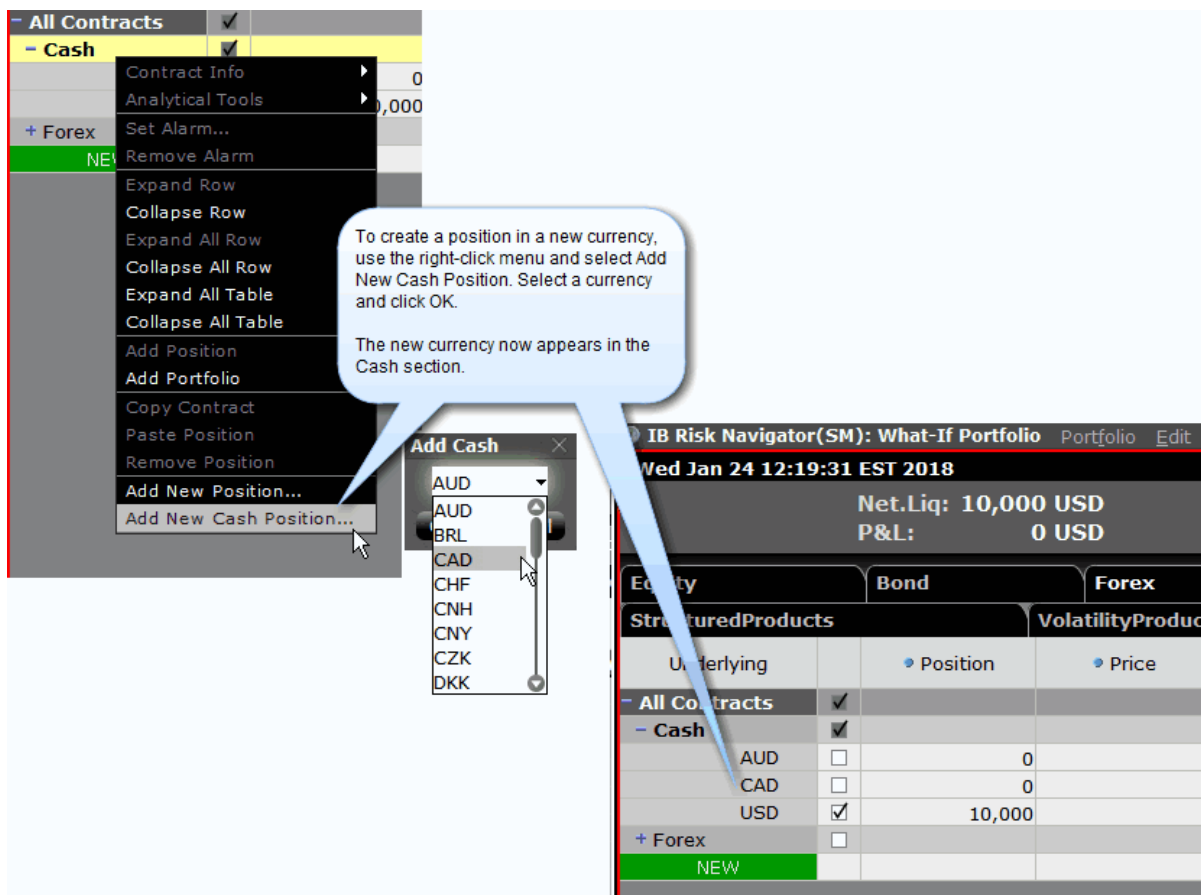 - All Contracts
- Cash
Contract Info
0
Analytical Tools
,000
+ Forex
Set Alarm...
Remove Alarm
Expand Row
Collapse Row
Expand All Row
Collapse All Row
Expand All Table
Collapse All Table
Add Position
Add Portfolio
Copy Contract
Paste Position
Remove Position
Add New Position...
Add New Cash Position...
To create a position in a new currency,
use the right-click menu and select Add
New Cash Position. Select a currency
and click OK.
The new currency now appears in the
Cash section.
Add Cash
AUD
AUD
BRL
CAD
CHF
CNH
CNY
CZK
DKK
IB Risk Navigator(SM): What-If Portfolio Portfolio Edit
Wed Jan 24 12:19:31 EST 2018
Net.Liq: 10,000 USD
P&L: 0 USD
Equity Bond Forex
StructuredProducts VolatilityProduc
Underlying Position Price
- All Contracts
- Cash
AUD 0
CAD 0
USD 10,000
+ Forex
NEW